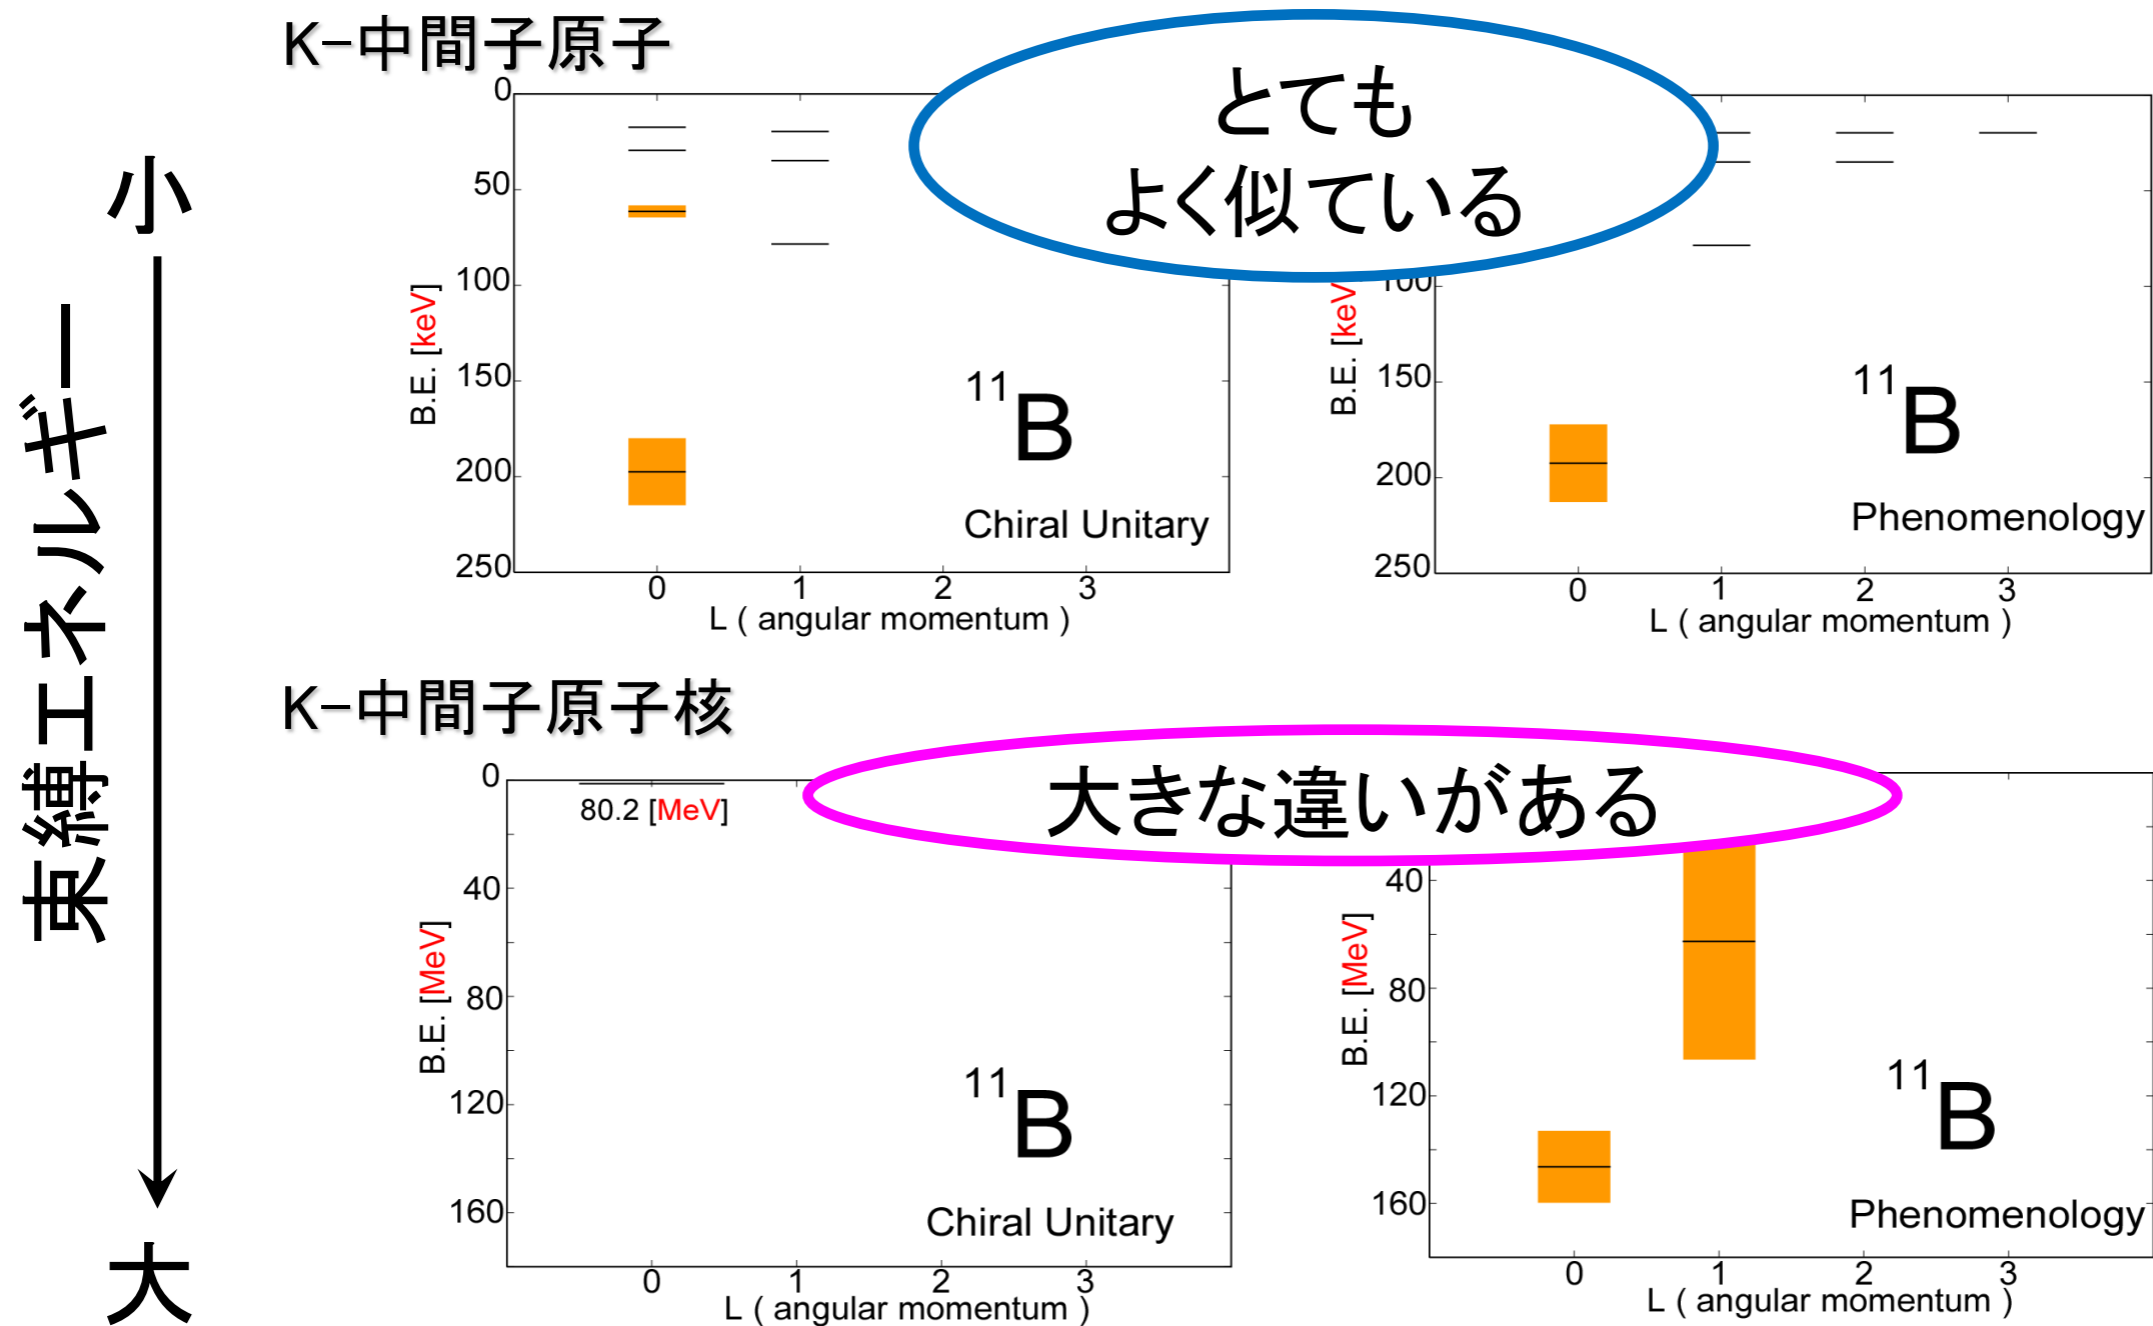 K-中間子原子
とても
よく似ている
小
束縛エネルギー
大
0
50
100
150
200
250
B.E. [keV]
11B
Chiral Unitary
0 1 2 3
L ( angular momentum )
100
150
200
250
B.E. [keV]
11B
Phenomenology
0 1 2 3
L ( angular momentum )
K-中間子原子核
大きな違いがある
0
80.2 [MeV]
40
80
120
160
B.E. [MeV]
11B
Chiral Unitary
0 1 2 3
L ( angular momentum )
40
80
120
160
B.E. [MeV]
11B
Phenomenology
0 1 2 3
L ( angular momentum )